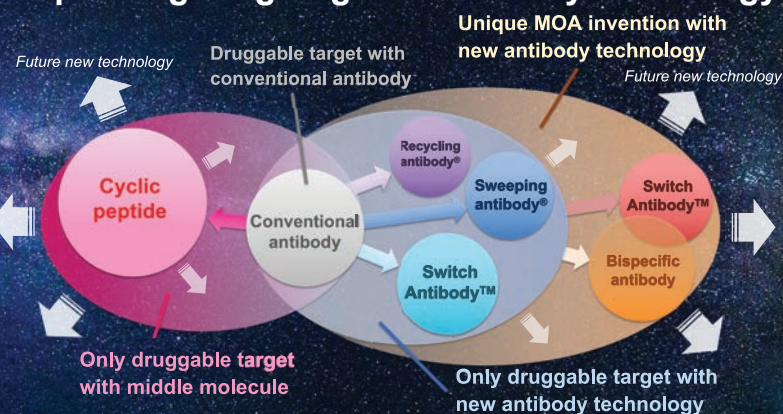 Unique MOA invention with
new antibody technology
Future new technology
Druggable target with
conventional antibody
Future new technology
Recycling
antibody®
Cyclic
peptide
Sweeping
antibody®
Switch
Antibody™
Conventional
antibody
Switch
Antibody™
Bispecific
antibody
Only druggable target
with middle molecule
Only druggable target with
new antibody technology